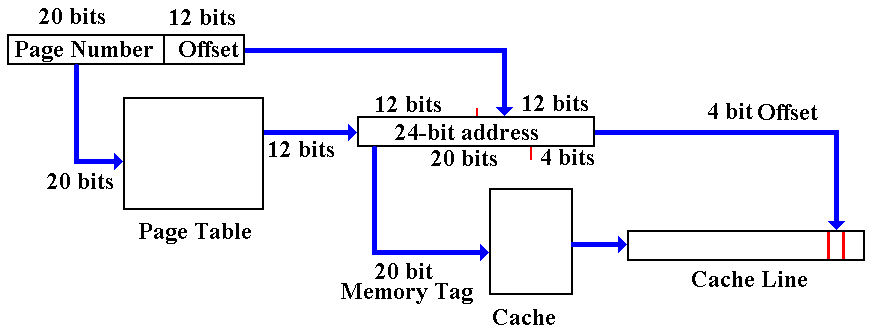 20 bits 12 bits
Page Number Offset
12 bits 12 bits
4 bit Offset
24-bit address
12 bits
20 bits 4 bits
20 bits
Page Table
20 bit
Memory Tag
Cache Line
Cache